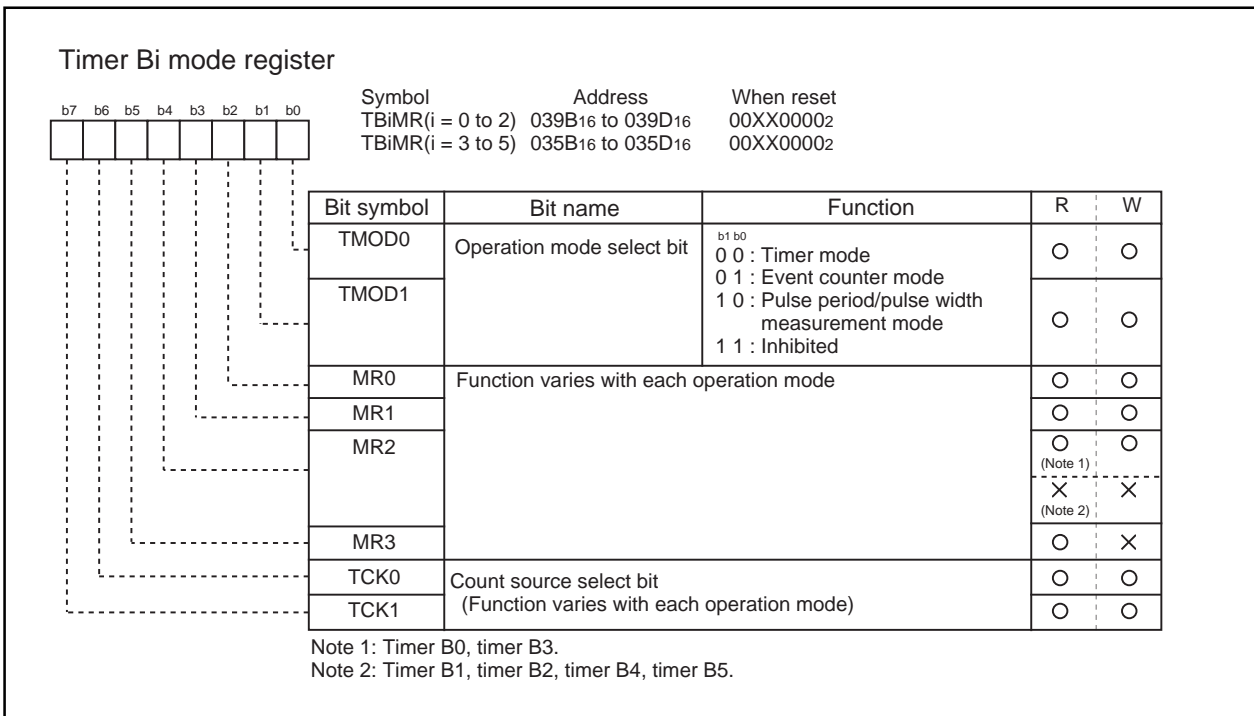 Timer Bi mode register
Symbol Address When reset
TBiMR(i = 0 to 2) 039B16 to 039D16 00XX00002
TBiMR(i = 3 to 5) 035B16 to 035D16 00XX00002
b7 b6 b5 b4 b3 b2 b1 b0
Bit symbol Bit name Function R W
TMOD0 Operation mode select bit
b1 b0
0 0 : Timer mode
0 1 : Event counter mode
TMOD1
1 0 : Pulse period/pulse width
measurement mode
1 1 : Inhibited
MR0 Function varies with each operation mode
MR1
MR2
(Note 1)
(Note 2)
MR3
TCK0 Count source select bit
TCK1 (Function varies with each operation mode)
Note 1: Timer B0, timer B3.
Note 2: Timer B1, timer B2, timer B4, timer B5.